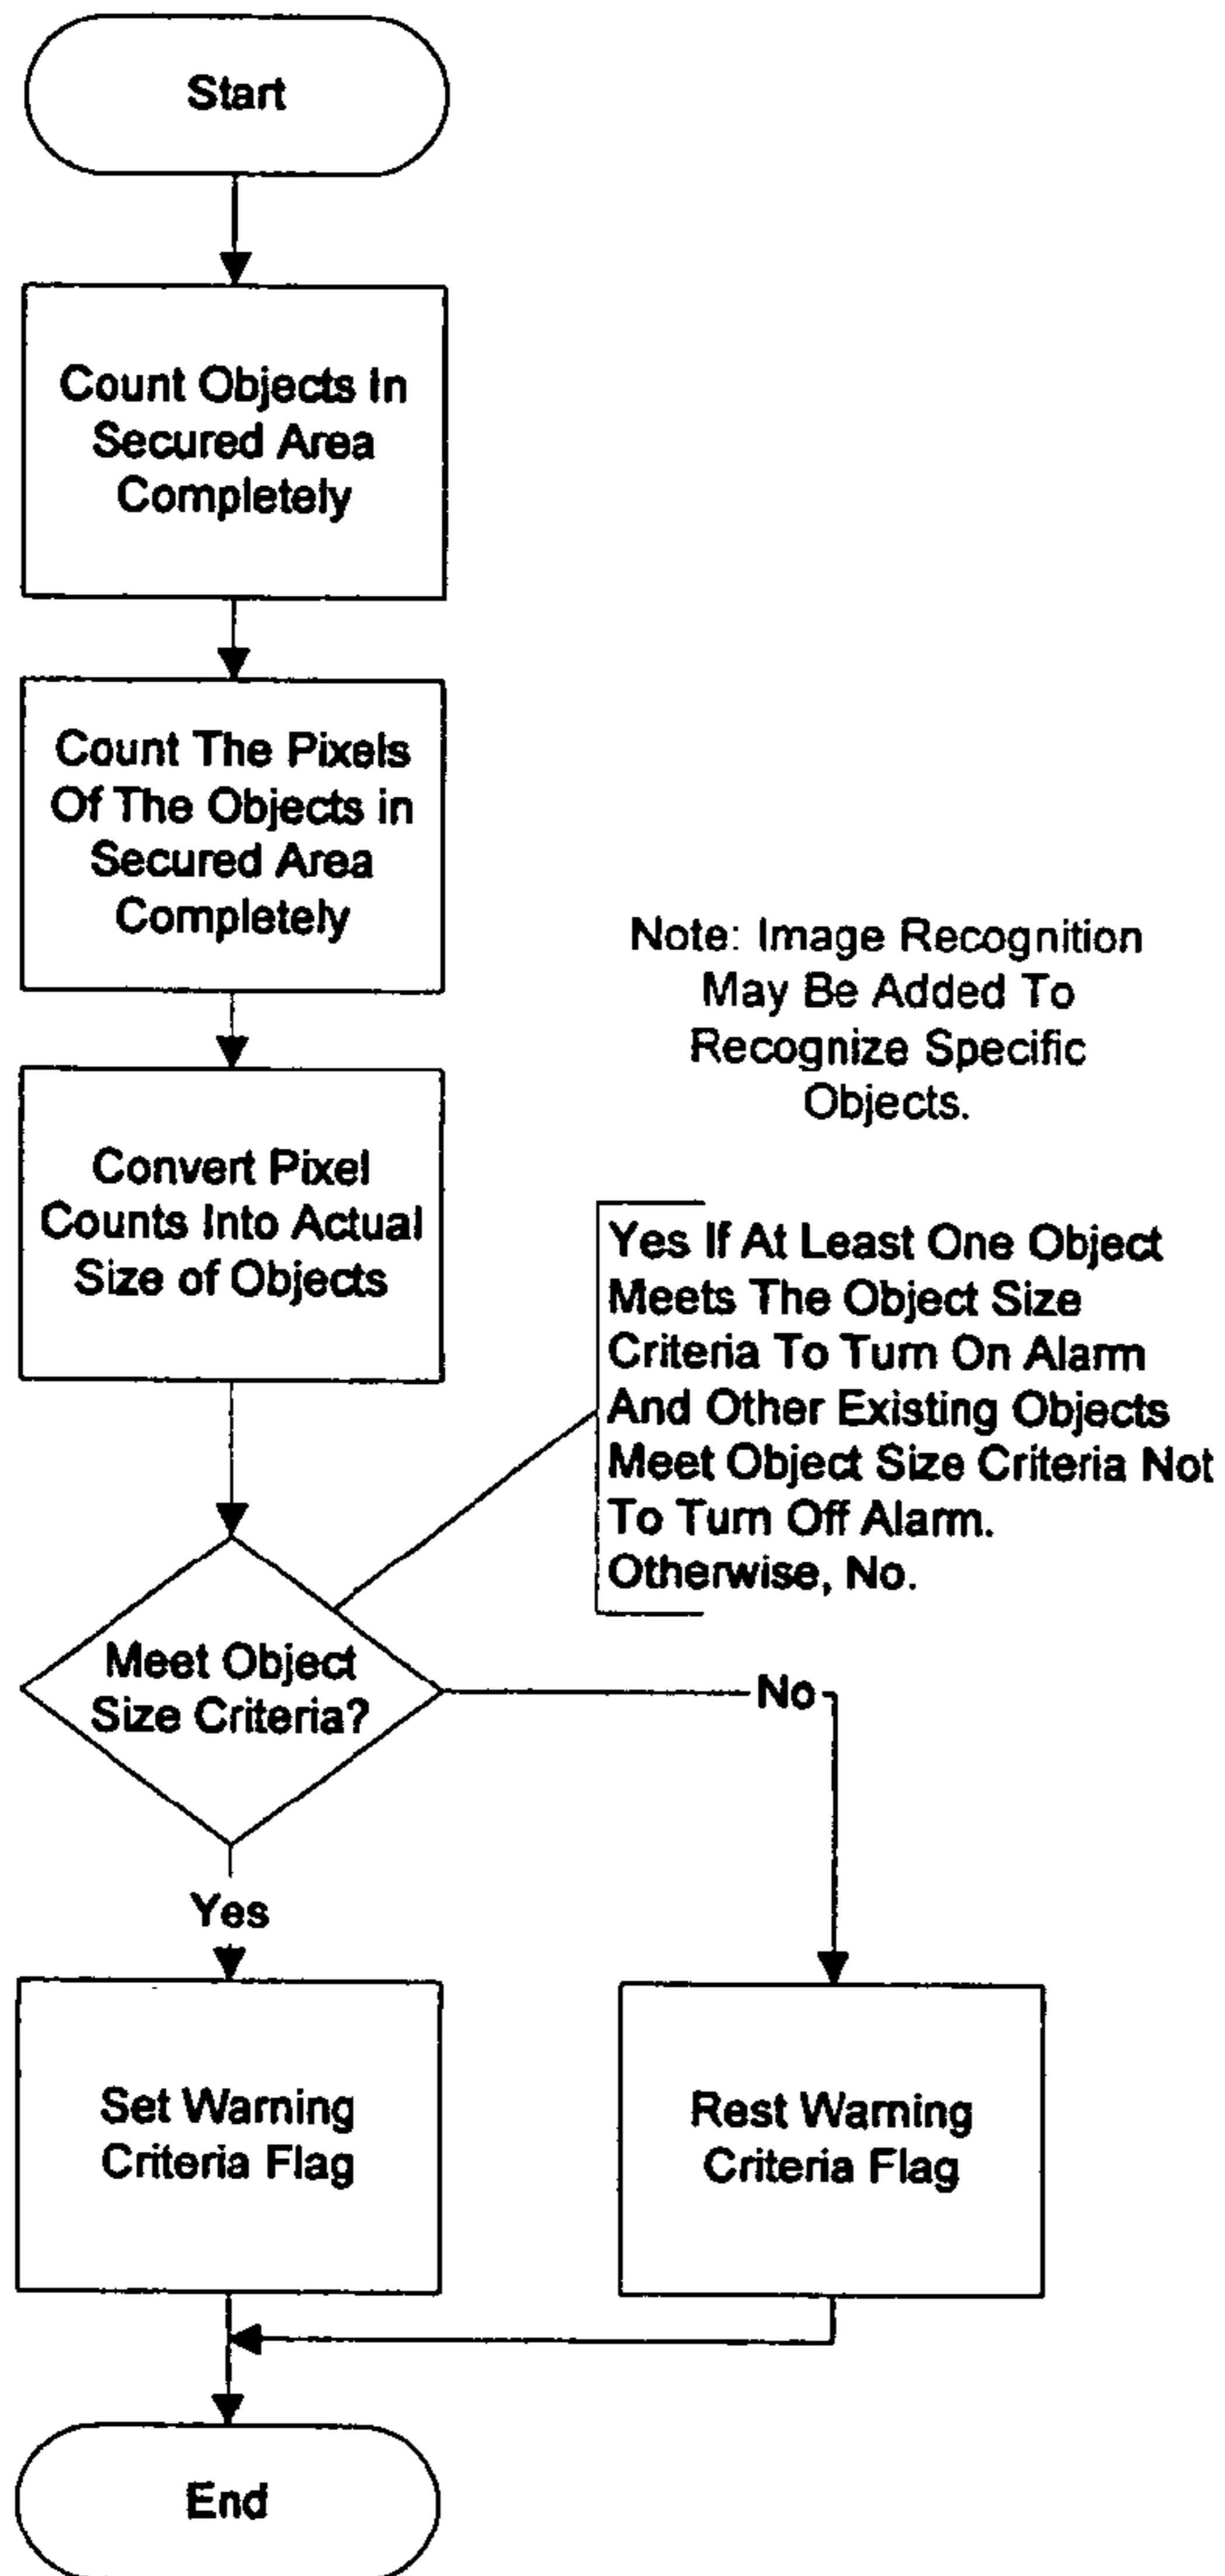 Start
Count Objects In
Secured Area
Completely
Count The Pixels
Of The Objects in
Secured Area
Completely
Note: Image Recognition
May Be Added To
Recognize Specific
Objects.
Convert Pixel
Counts Into Actual
Size of Objects
Yes If At Least One Object
Meets The Object Size
Criteria To Turn On Alarm
And Other Existing Objects
Meet Object Size Criteria Not
To Turn Off Alarm.
Otherwise, No.
Meet Object
Size Criteria?
No
Yes
Set Warning
Criteria Flag
Rest Warning
Criteria Flag
End